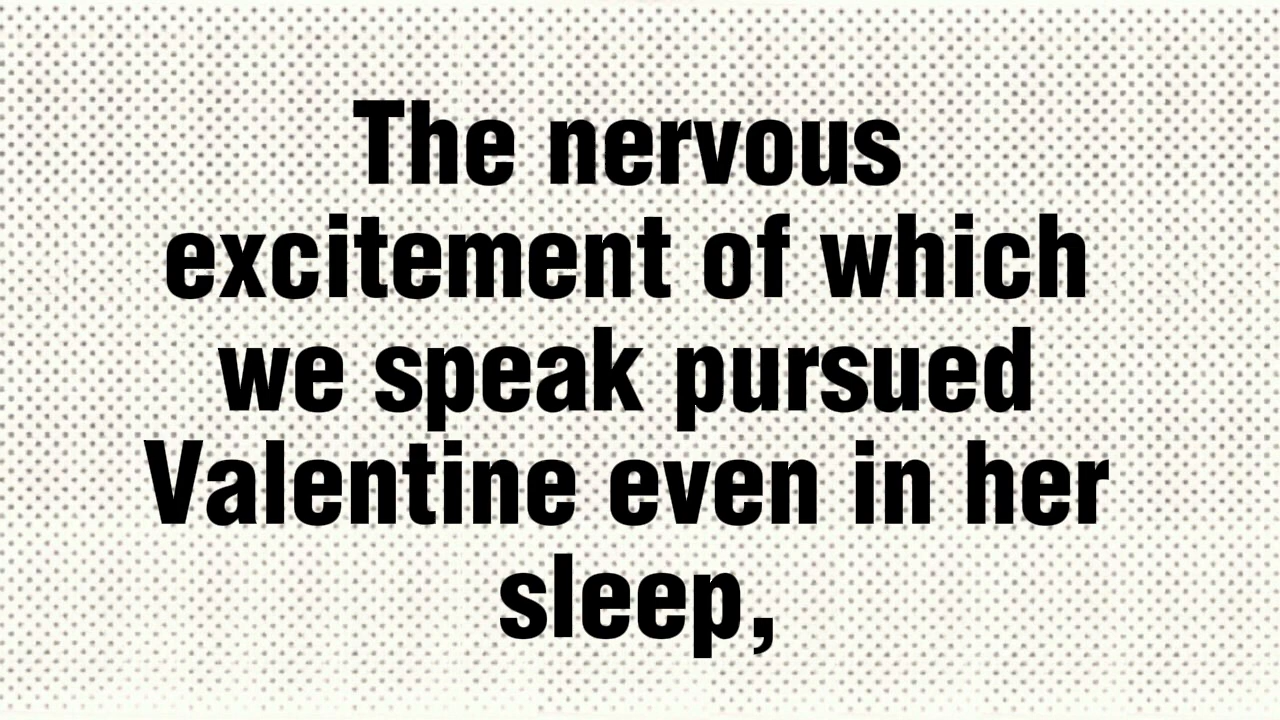 The nervous
excitement of which
we speak pursued
Valentine even in her
sleep,